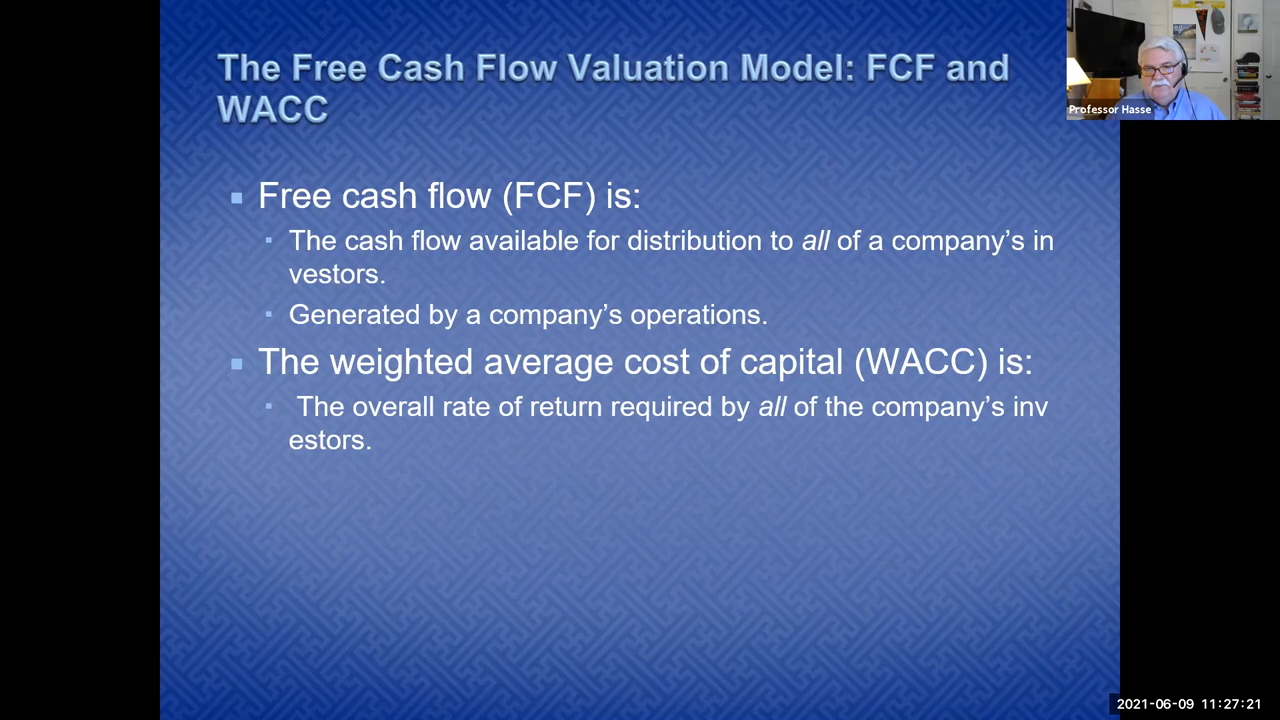 The Free Cash Flow Valuation Model: FCF and
WACC
Professor Hasse
Free cash flow (FCF) is:
The cash flow available for distribution to all of a company’s in
vestors.
Generated by a company’s operations.
The weighted average cost of capital (WACC) is:
The overall rate of return required by all of the company’s inv
estors.
2021-06-09 11:27:21